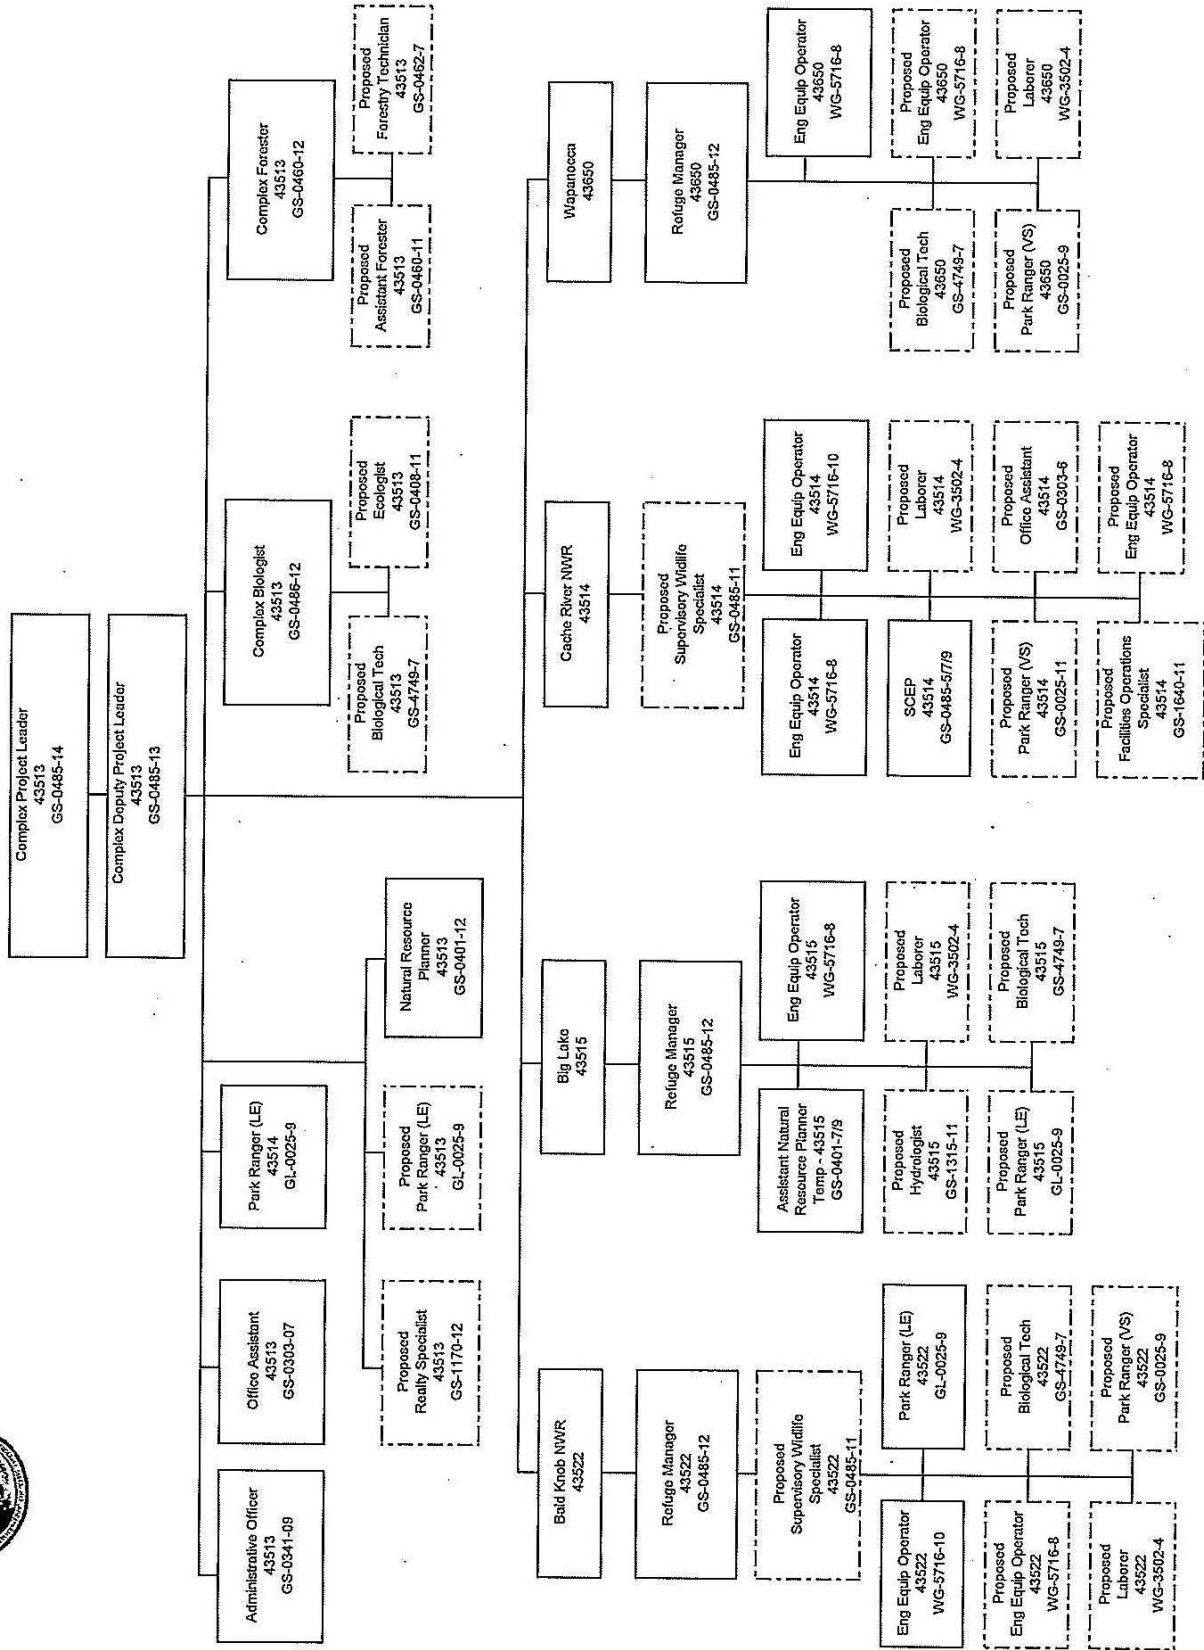 Complex Project Leader
43513
GS-0485-14
Complex Deputy Project Leader
43513
GS-0485-13
Administrative Officer
43513
GS-0341-09
Office Assistant
43513
GS-0303-07
Park Ranger (LE)
43514
GL-0025-9
Complex Biologist
43513
GS-0486-12
Complex Forester
43513
GS-0460-12
Proposed
Realty Specialist
43513
GS-1170-12
Proposed
Park Ranger (LE)
43513
GL-0025-9
Natural Resource
Planner
43513
GS-0401-12
Proposed
Biological Tech
43513
GS-4749-7
Proposed
Ecologist
43513
GS-0408-11
Proposed
Assistant Forester
43513
GS-0460-11
Proposed
Forestry Technician
43513
GS-0462-7
Bald Knob NWR
43522
Refuge Manager
43522
GS-0485-12
Proposed
Supervisory Widlife
Specialist
43522
GS-0485-11
Eng Equip Operator
43522
WG-5716-10
Park Ranger (LE)
43522
GL-0025-9
Proposed
Eng Equip Operator
43522
WG-5716-8
Proposed
Biological Tech
43522
GS-4749-7
Proposed
Laborer
43522
WG-3502-4
Proposed
Park Ranger (VS)
43522
GS-0025-9
Big Lake
43515
Refuge Manager
43515
GS-0485-12
Assistant Natural
Resource Planner
Temp - 43515
GS-0401-7/9
Eng Equip Operator
43515
WG-5716-8
Proposed
Hydrologist
43515
GS-1315-11
Proposed
Laborer
43515
WG-3502-4
Proposed
Park Ranger (LE)
43515
GL-0025-9
Proposed
Biological Tech
43515
GS-4749-7
Cache River NWR
43514
Proposed
Supervisory Widlife
Specialist
43514
GS-0485-11
Eng Equip Operator
43514
WG-5716-8
Eng Equip Operator
43514
WG-5716-10
SCEP
43514
GS-0485-5/7/9
Proposed
Laborer
43514
WG-3502-4
Proposed
Park Ranger (VS)
43514
GS-0025-11
Proposed
Office Assistant
43514
GS-0303-6
Proposed
Facilities Operations
Specialist
43514
GS-1640-11
Proposed
Eng Equip Operator
43514
WG-5716-8
Wapanocca
43650
Refuge Manager
43650
GS-0485-12
Eng Equip Operator
43650
WG-5716-8
Proposed
Biological Tech
43650
GS-4749-7
Proposed
Eng Equip Operator
43650
WG-5716-8
Proposed
Park Ranger (VS)
43650
GS-0025-9
Proposed
Laborer
43650
WG-3502-4